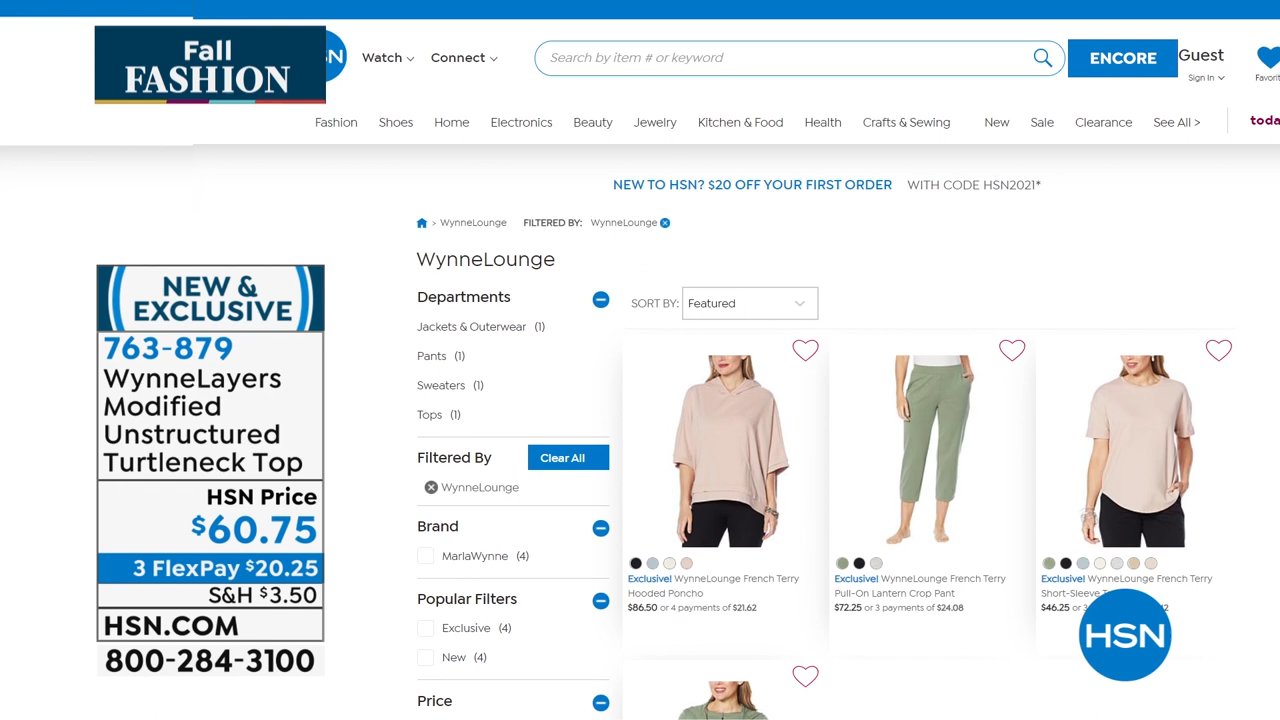 Fall
FASHION
SN
Watch
Connect
Search by item # or keyword
ENCORE
Guest
Sign In
Favorit
Fashion
Shoes
Home
Electronics
Beauty
Jewelry
Kitchen & Food
Health
Crafts & Sewing
New
Sale
Clearance
See All >
toda
NEW TO HSN? $20 OFF YOUR FIRST ORDER WITH CODE HSN2021*
> WynneLounge FILTERED BY: WynneLounge
WynneLounge
NEW &
EXCLUSIVE
763-879
WynneLayers
Modified
Unstructured
Turtleneck Top
HSN Price
$60.75
3 FlexPay $20.25
S&H $3.50
HSN.COM
800-284-3100
Departments
Jackets & Outerwear (1)
Pants (1)
Sweaters (1)
Tops (1)
Filtered By
Clear All
WynneLounge
Brand
MarlaWynne (4)
Popular Filters
Exclusive (4)
New (4)
Price
SORT BY: Featured
Exclusive! WynneLounge French Terry
Hooded Poncho
$86.50 or 4 payments of $21.62
Exclusive! WynneLounge French Terry
Pull-On Lantern Crop Pant
$72.25 or 3 payments of $24.08
Exclusive! WynneLounge French Terry
Short-Sleeve
$46.25 or 3
HSN